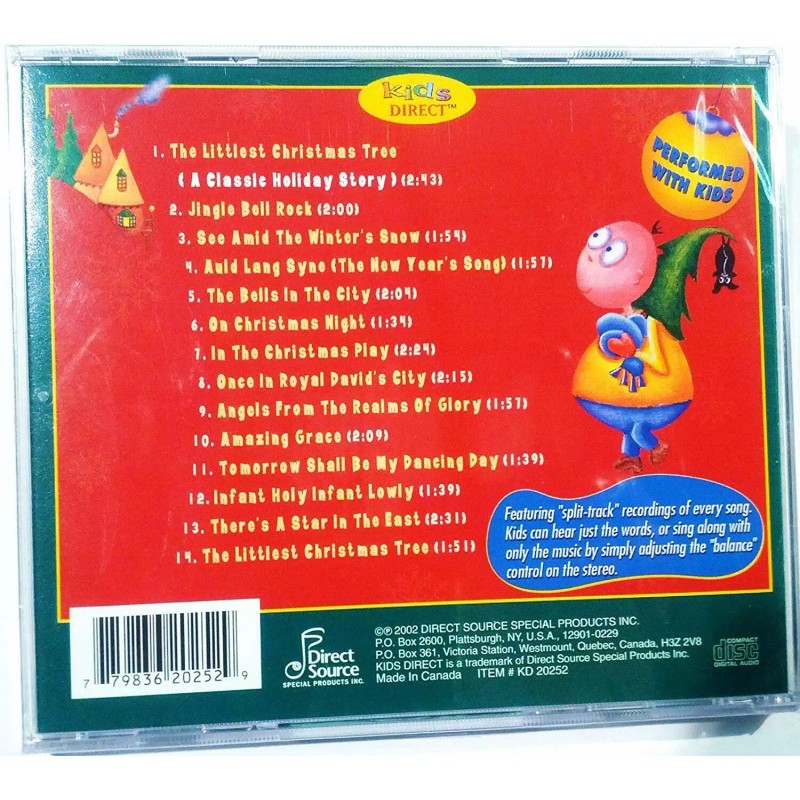 Kids
DIRECT™
PERFORMED
WITH KIDS
1. The Littlest Christmas Tree
( A Classic Holiday Story ) (2:43)
2. Jingle Bell Rock (2:00)
3. See Amid The Winter's Snow (1:54)
4. Auld Lang Syne (The New Year's Song) (1:57)
5. The Bells In The City (2:04)
6. On Christmas Night (1:34)
7. In The Christmas Play (2:24)
8. Once In Royal David's City (2:15)
9. Angels From The Realms Of Glory (1:57)
10. Amazing Grace (2:09)
11. Tomorrow Shall Be My Dancing Day (1:39)
12. Infant Holy Infant Lowly (1:39)
13. There's A Star In The East (2:31)
14. The Littlest Christmas Tree (1:51)
Featuring "split-track" recordings of every song.
Kids can hear just the words, or sing along with
only the music by simply adjusting the "balance"
control on the stereo.
7 79836 20252 9
Direct
Source
SPECIAL PRODUCTS INC.
©℗ 2002 DIRECT SOURCE SPECIAL PRODUCTS INC.
P.O. Box 2600, Plattsburgh, NY, U.S.A., 12901-0229
P.O. Box 361, Victoria Station, Westmount, Quebec, Canada, H3Z 2V8
KIDS DIRECT is a trademark of Direct Source Special Products Inc.
Made in Canada ITEM # KD 20252
COMPACT
disc
DIGITAL AUDIO